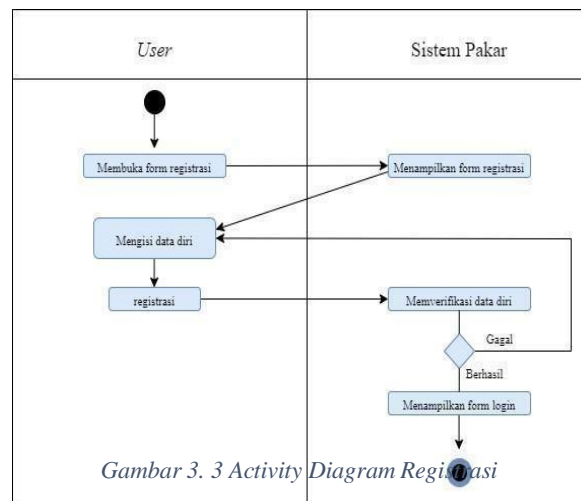 User
Sistem Pakar
Membuka form registrasi
Menampilkan form registrasi
Mengisi data diri
registrasi
Memverifikasi data diri
Gagal
Berhasil
Menampilkan form login
Gambar 3. 3 Activity Diagram Registrasi